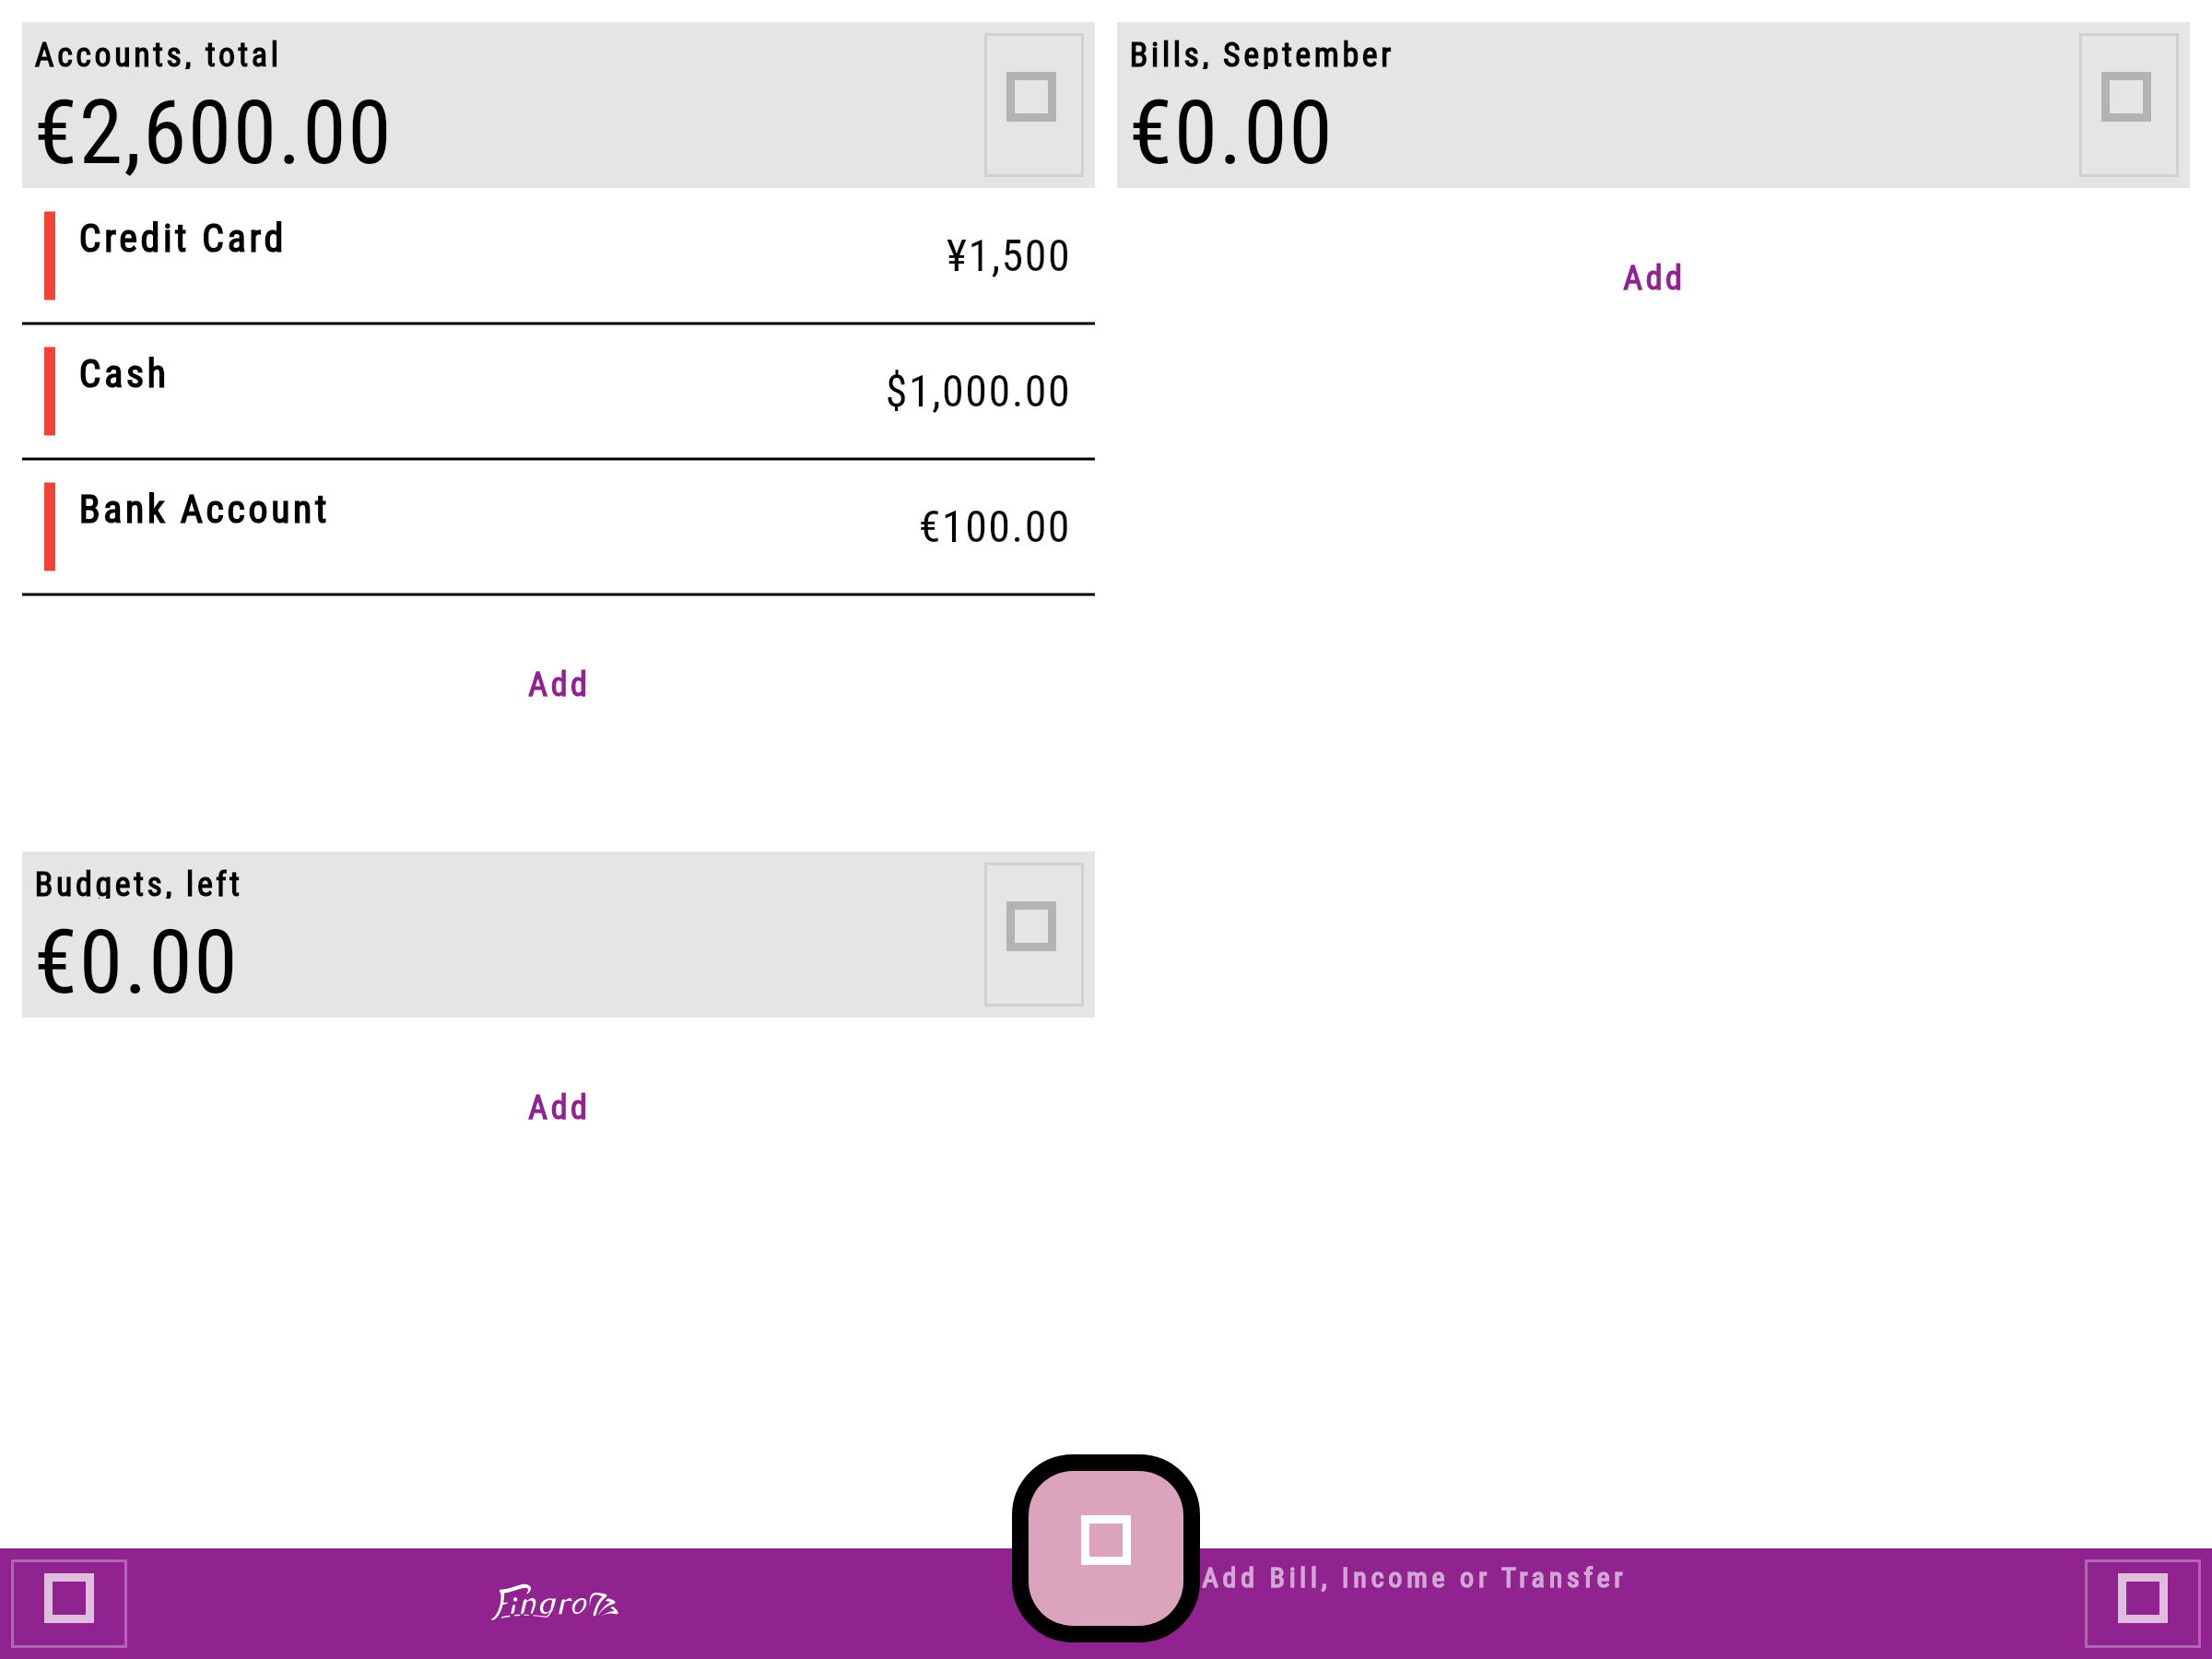 Accounts, total
€2,600.00
Credit Card
¥1,500
Cash
$1,000.00
Bank Account
€100.00
Add
Budgets, left
€0.00
Add
Bills, September
€0.00
Add
Add Bill, Income or Transfer